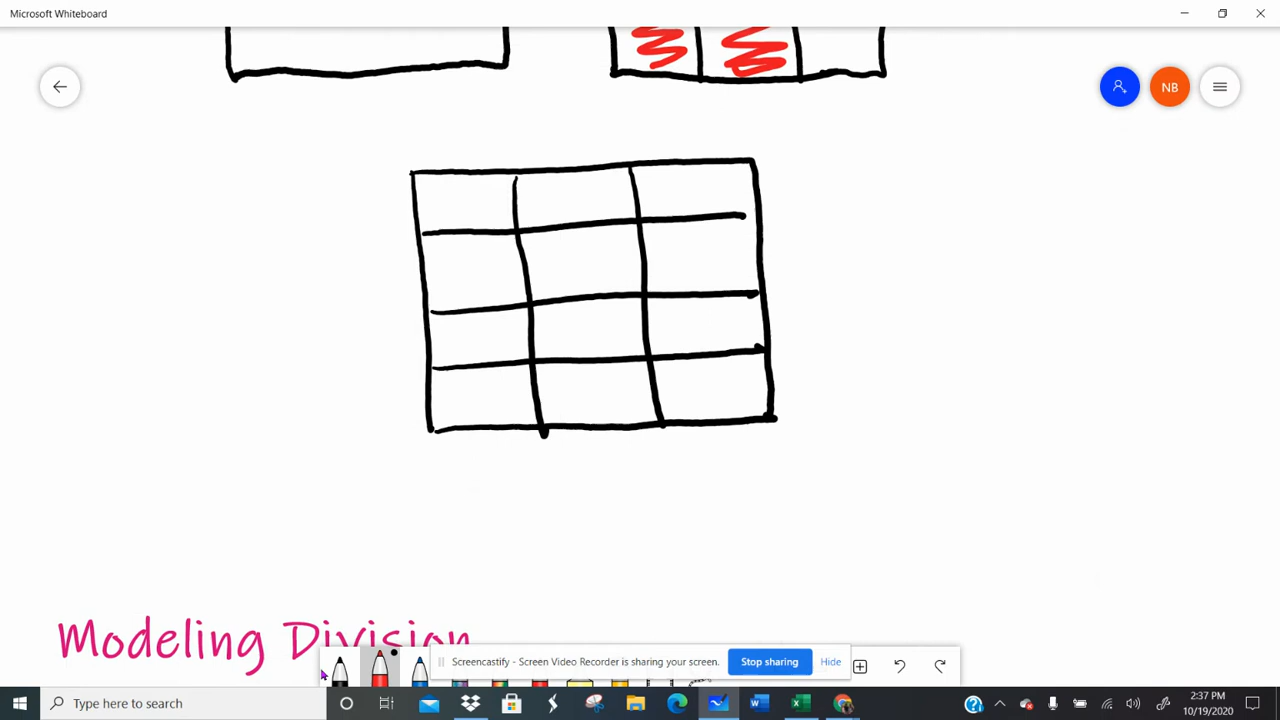 Microsoft Whiteboard
NB
Modeling Division
Screencastify - Screen Video Recorder is sharing your screen.
Stop sharing
Hide
Type here to search
2:37 PM
10/19/2020